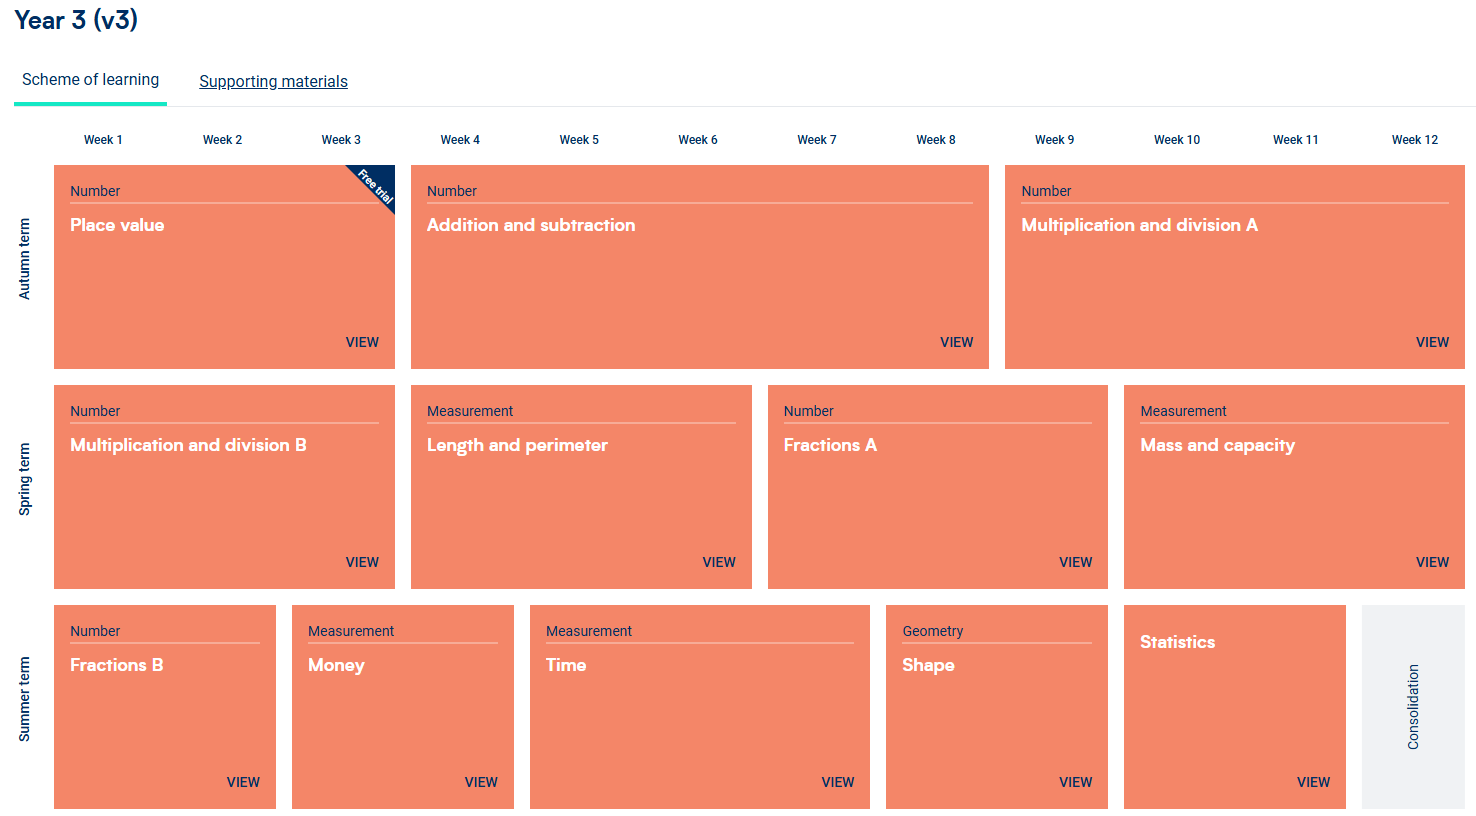 Year 3 (v3)
Scheme of learning
Supporting materials
Week 1
Week 2
Week 3
Week 4
Week 5
Week 6
Week 7
Week 8
Week 9
Week 10
Week 11
Week 12
Autumn term
Number
Free trial
Place value
VIEW
Number
Addition and subtraction
VIEW
Number
Multiplication and division A
VIEW
Spring term
Number
Multiplication and division B
VIEW
Measurement
Length and perimeter
VIEW
Number
Fractions A
VIEW
Measurement
Mass and capacity
VIEW
Summer term
Number
Fractions B
VIEW
Measurement
Money
VIEW
Measurement
Time
VIEW
Geometry
Shape
VIEW
Statistics
VIEW
Consolidation